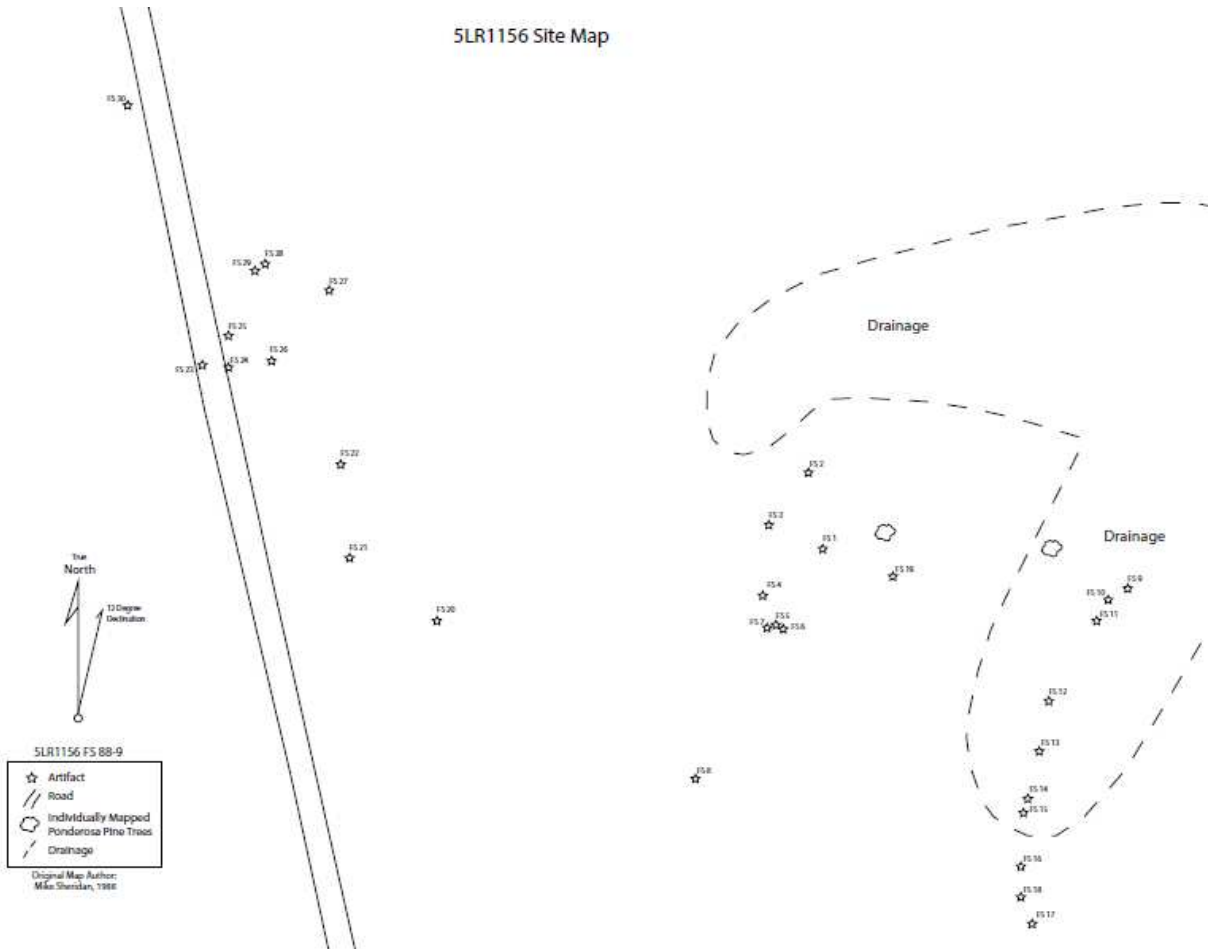 5LR1156 Site Map
FS 30
FS 28
FS 29
FS 27
FS 25
FS 24
FS 26
FS 23
Drainage
FS 22
FS 2
FS 3
FS 1
FS 21
FS 19
Drainage
FS 9
FS 10
FS 11
FS 4
FS 5
FS 7
FS 6
FS 20
True
North
12 Degree
Declination
FS 12
FS 13
FS 8
FS 14
FS 15
FS 16
FS 18
FS 17
5LR1156 FS 88-9
Artifact
Road
Individually Mapped
Ponderosa Pine Trees
Drainage
Original Map Author:
Mike Sheridan, 1988